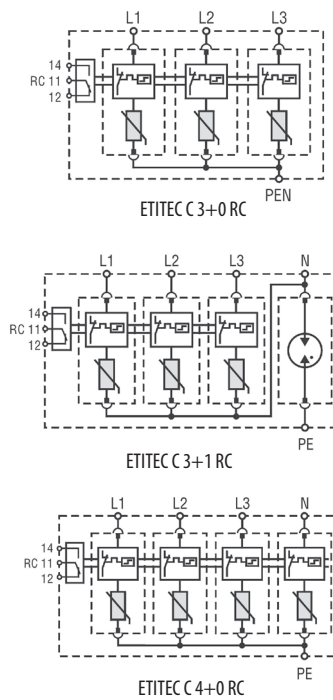 L1 L2 L3
14
RC 11
12
PEN
ETITEC C 3+0 RC
L1 L2 L3 N
14
RC 11
12
PE
ETITEC C 3+1 RC
L1 L2 L3 N
14
RC 11
12
PE
ETITEC C 4+0 RC